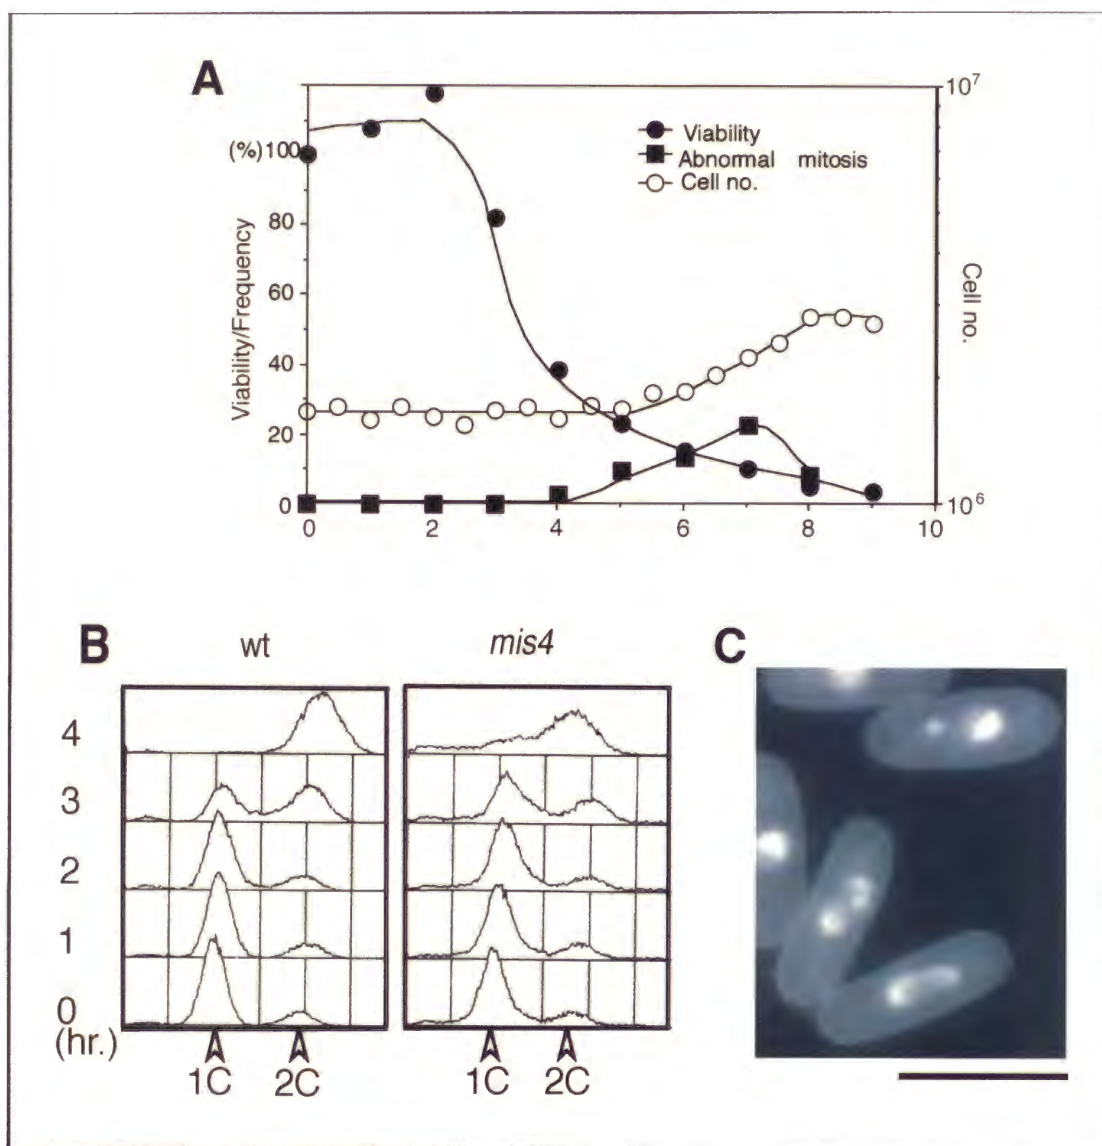 A
(%)100
80
60
40
20
0
Viability/Frequency
Viability
Abnormal mitosis
Cell no.
10⁷
10⁶
Cell no.
0 2 4 6 8 10
B
wt mis4
4
3
2
1
0
(hr.)
1C 2C 1C 2C
C